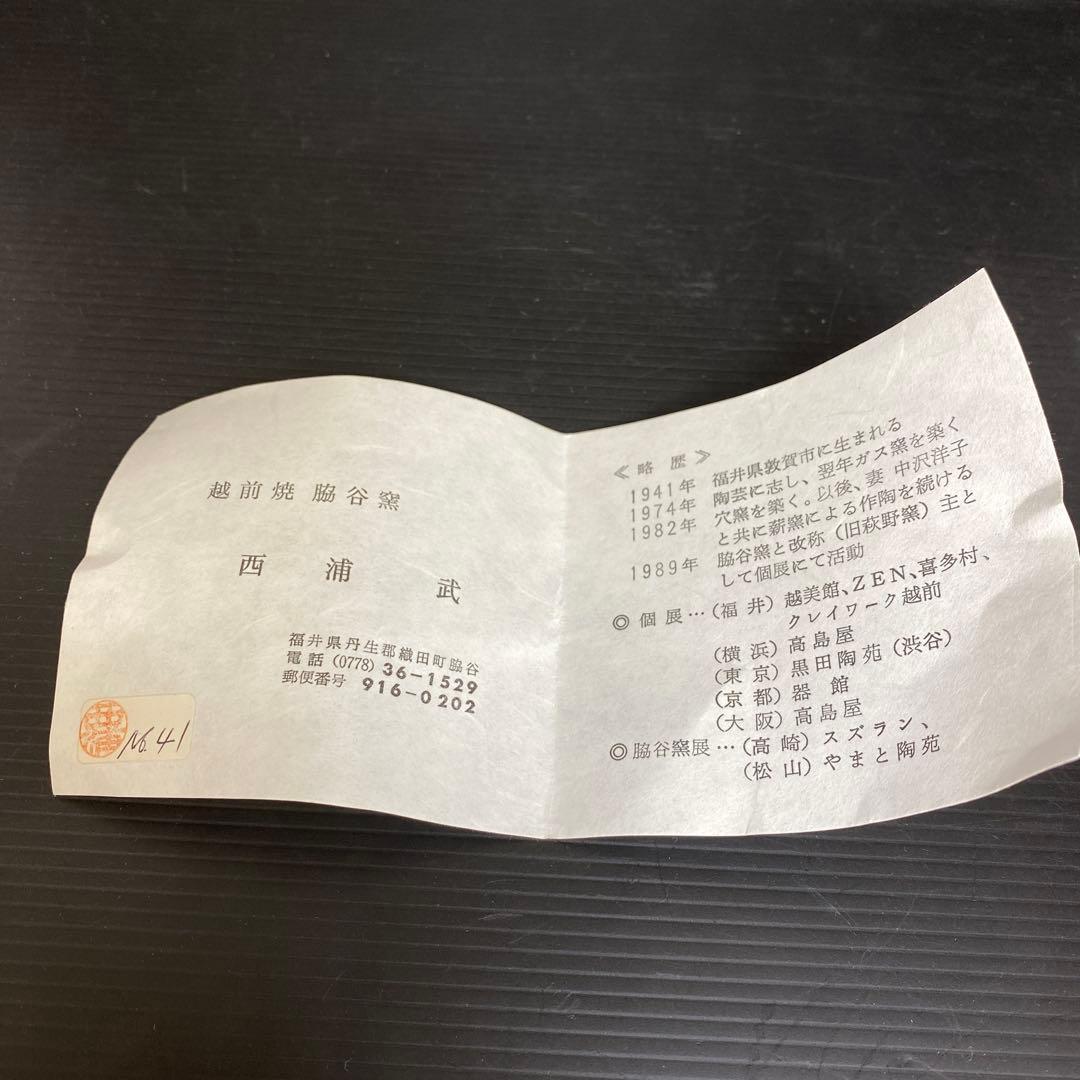 越前焼 脇谷窯
西浦 武
福井県丹生郡織田町脇谷
電話 (0778) 36-1529
郵便番号 916-0202
No.41
≪略 歴≫
1941年 福井県敦賀市に生まれる
1974年 陶芸に志し、翌年ガス窯を築く
1982年 穴窯を築く。以後、妻 中沢洋子
と共に薪窯による作陶を続ける
1989年 脇谷窯と改称（旧萩野窯）主と
して個展にて活動
◎ 個 展…（福 井）越美館、ZEN、喜多村、
クレイワーク越前
（横 浜）高島屋
（東 京）黒田陶苑（渋谷）
（京 都）器 館
（大 阪）高島屋
◎ 脇谷窯展…（高 崎）スズラン、
（松 山）やまと陶苑